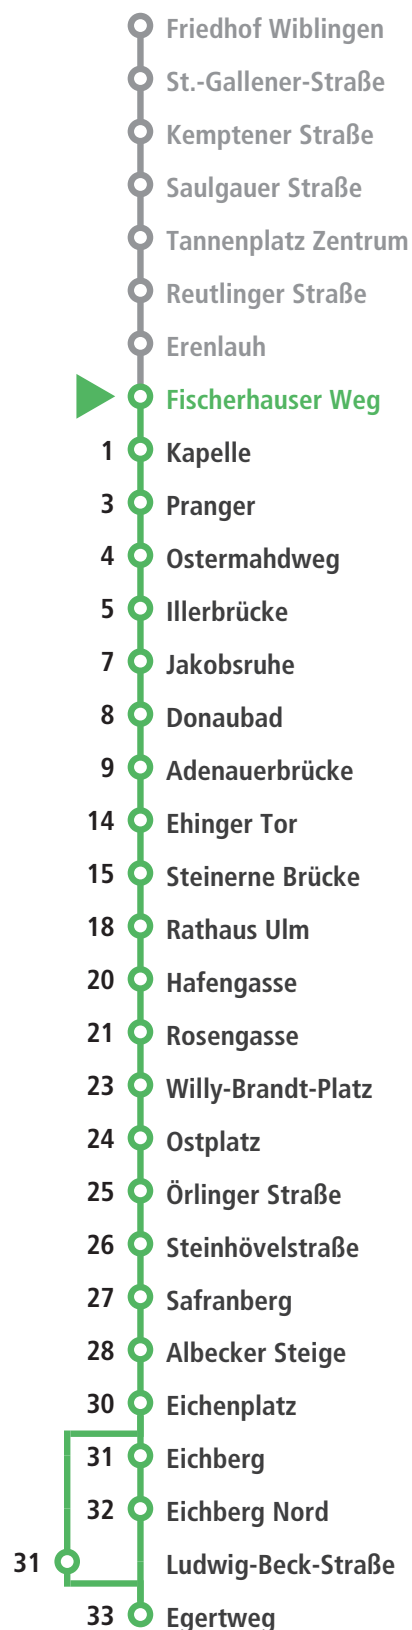 Friedhof Wiblingen
St.-Gallener-Straße
Kemptener Straße
Saulgauer Straße
Tannenplatz Zentrum
Reutlinger Straße
Erenlauh
Fischerhauser Weg
1 Kapelle
3 Pranger
4 Ostermahdweg
5 Illerbrücke
7 Jakobsruhe
8 Donaubad
9 Adenauerbrücke
14 Ehinger Tor
15 Steinerne Brücke
18 Rathaus Ulm
20 Hafengasse
21 Rosengasse
23 Willy-Brandt-Platz
24 Ostplatz
25 Örlinger Straße
26 Steinhövelstraße
27 Safranberg
28 Albecker Steige
30 Eichenplatz
31 Eichberg
32 Eichberg Nord
31 Ludwig-Beck-Straße
33 Egertweg